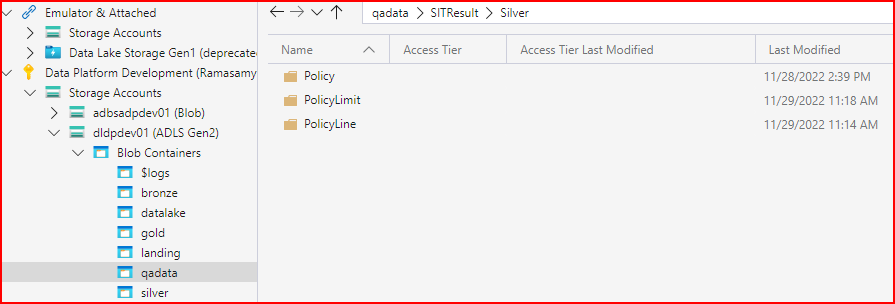 Emulator & Attached
Storage Accounts
Data Lake Storage Gen1 (deprecate
Data Platform Development (Ramasamy
Storage Accounts
adbsadpdev01 (Blob)
dldpdev01 (ADLS Gen2)
Blob Containers
$logs
bronze
datalake
gold
landing
qadata
silver
qadata SITResult Silver
Name Access Tier Access Tier Last Modified Last Modified
Policy 11/28/2022 2:39 PM
PolicyLimit 11/29/2022 11:18 AM
PolicyLine 11/29/2022 11:14 AM